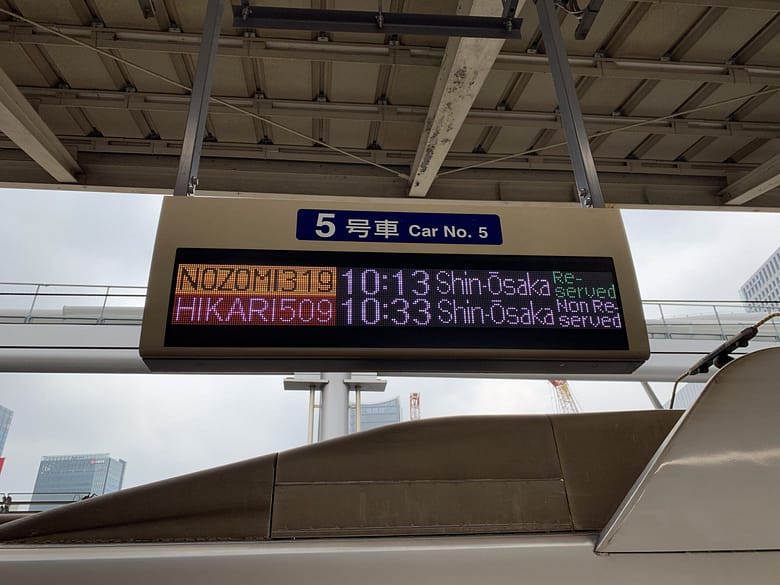 5 号車 Car No. 5
NOZOMI319 10:13 Shin-Ōsaka Re-served
HIKARI509 10:33 Shin-Ōsaka Non Re-served